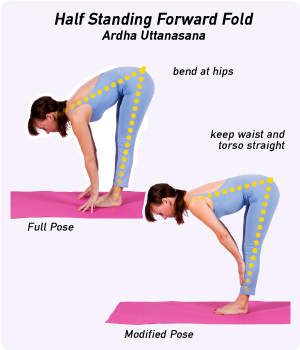 Half Standing Forward Fold
Ardha Uttanasana
bend at hips
keep waist and
torso straight
Full Pose
Modified Pose